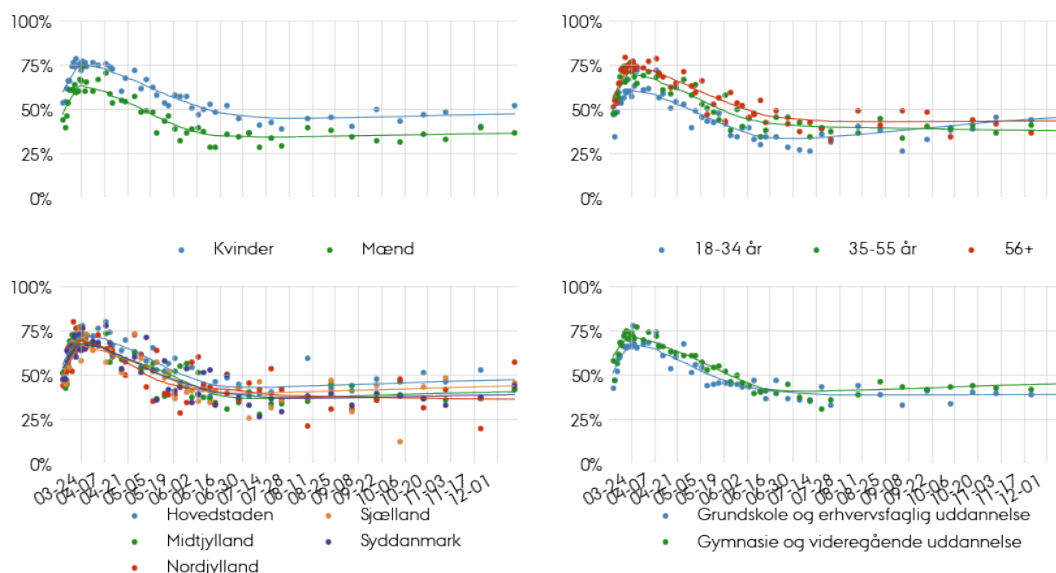 100%
75%
50%
25%
0%
Kvinder
Mænd
100%
75%
50%
25%
0%
18-34 år
35-55 år
56+
100%
75%
50%
25%
0%
03-24 04-07 04-21 05-05 05-19 06-02 06-16 06-30 07-14 07-28 08-11 08-25 09-08 09-22 10-06 10-20 11-03 11-17 12-01
Hovedstaden
Sjælland
Midtjylland
Syddanmark
Nordjylland
100%
75%
50%
25%
0%
03-24 04-07 04-21 05-05 05-19 06-02 06-16 06-30 07-14 07-28 08-11 08-25 09-08 09-22 10-06 10-20 11-03 11-17 12-01
Grundskole og erhvervsfaglig uddannelse
Gymnasie og videregående uddannelse